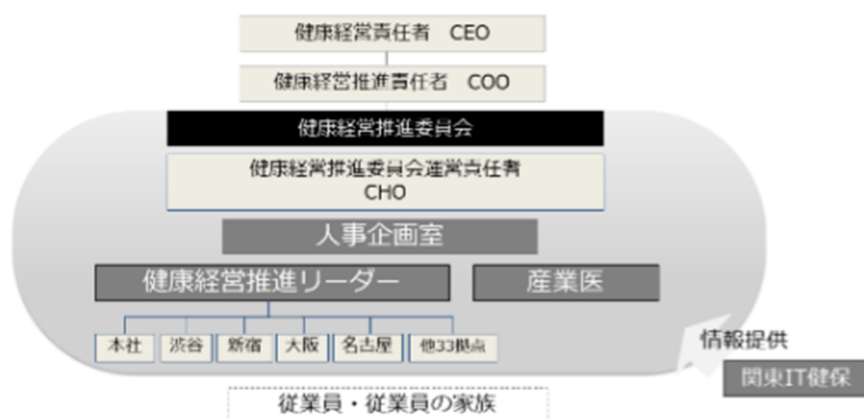 健康経営責任者　CEO
健康経営推進責任者　COO
健康経営推進委員会
健康経営推進委員会運営責任者
CHO
人事企画室
健康経営推進リーダー
産業医
本社
渋谷
新宿
大阪
名古屋
他33拠点
情報提供
関東IT健保
従業員・従業員の家族